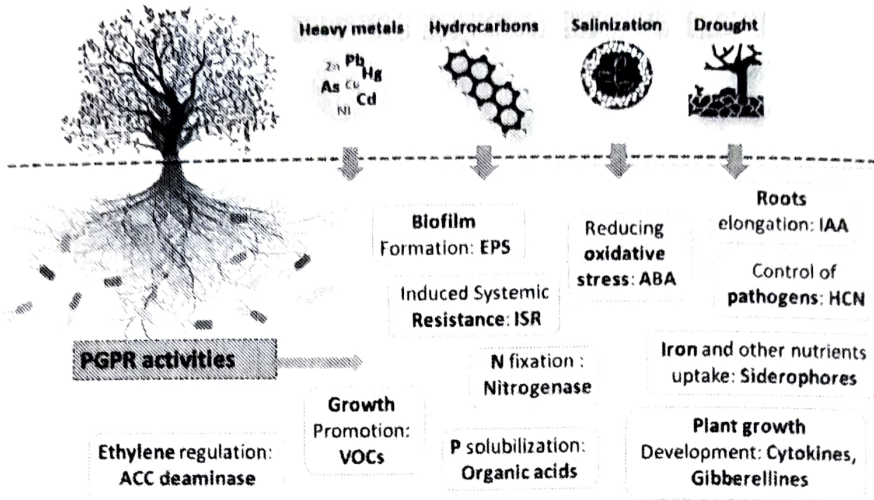 Heavy metals
Hydrocarbons
Salinization
Drought
Zn Pb
Hg
As Cu
Cd
Ni
Biofilm
Formation: EPS
Reducing
oxidative
stress: ABA
Roots
elongation: IAA
Induced Systemic
Resistance: ISR
Control of
pathogens: HCN
PGPR activities
N fixation :
Nitrogenase
Iron and other nutrients
uptake: Siderophores
Growth
Promotion:
VOCs
Ethylene regulation:
ACC deaminase
P solubilization:
Organic acids
Plant growth
Development: Cytokines,
Gibberellines